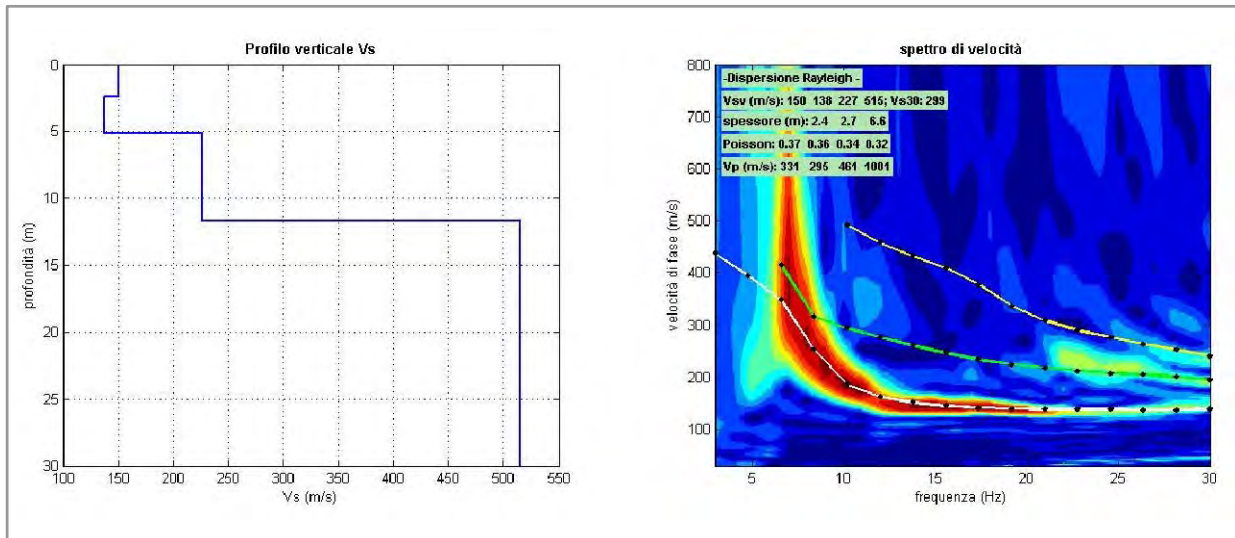 Profilo verticale Vs
0
5
10
15
20
25
30
profondità (m)
100 150 200 250 300 350 400 450 500 550
Vs (m/s)
spettro di velocità
-Dispersione Rayleigh -
Vsv (m/s): 150 138 227 515; Vs30: 299
spessore (m): 2.4 2.7 6.6
Poisson: 0.37 0.36 0.34 0.32
Vp (m/s): 331 295 461 1001
800
700
600
500
400
300
200
100
velocità di fase (m/s)
5 10 15 20 25 30
frequenza (Hz)